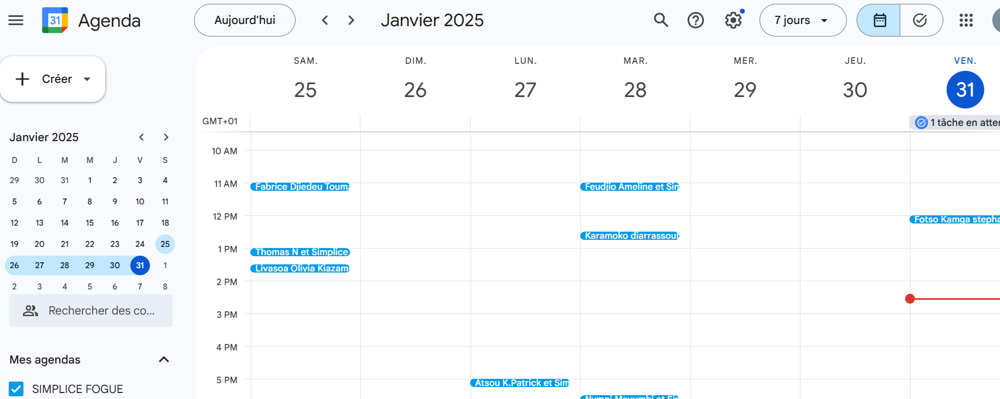 31 Agenda
Aujourd'hui
Janvier 2025
7 jours
Créer
SAM. DIM. LUN. MAR. MER. JEU. VEN.
25 26 27 28 29 30 31
GMT+01
1 tâche en atter
Janvier 2025
D L M M J V S
29 30 31 1 2 3 4
5 6 7 8 9 10 11
12 13 14 15 16 17 18
19 20 21 22 23 24 25
26 27 28 29 30 31 1
2 3 4 5 6 7 8
Rechercher des co...
Mes agendas
SIMPLICE FOGUE
10 AM
11 AM
Fabrice Djiedeu Touma
Feudjio Ameline et Sin
12 PM
Fotso Kamga stepha
Karamoko diarrassoub
1 PM
Thomas N et Simplice
Livasoa Olivia Kiazam
2 PM
3 PM
4 PM
5 PM
Atsou K.Patrick et Sim